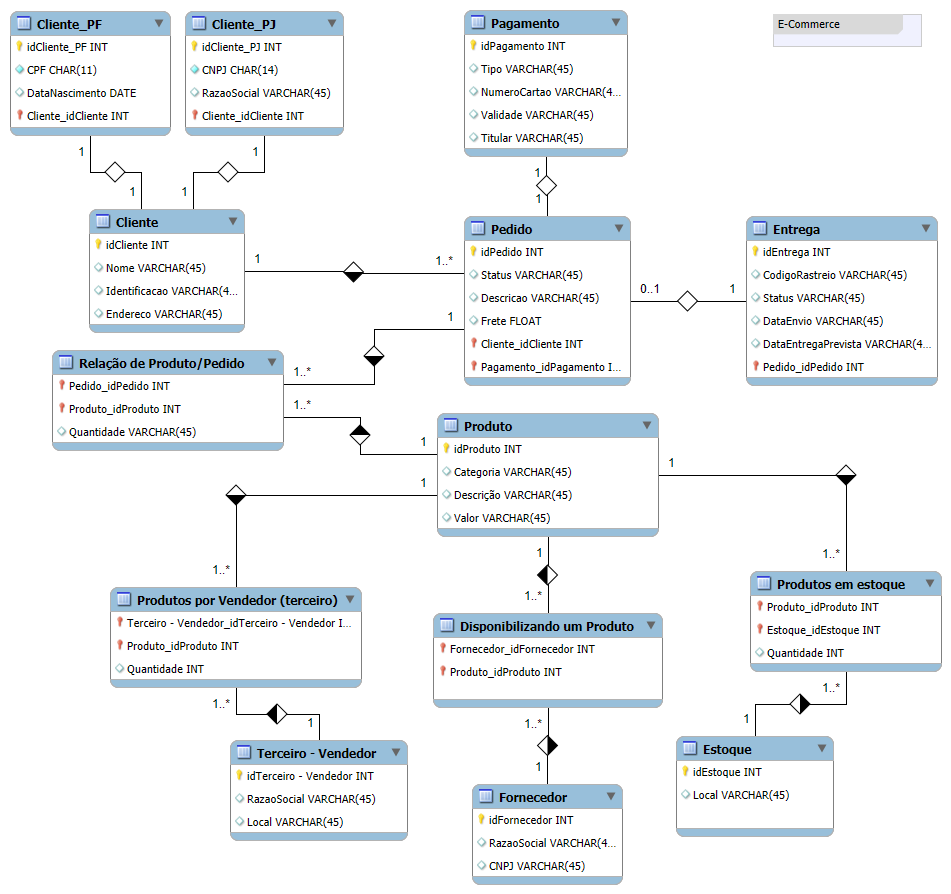 Cliente_PF
idCliente_PF INT
CPF CHAR(11)
DataNascimento DATE
Cliente_idCliente INT
Cliente_PJ
idCliente_PJ INT
CNPJ CHAR(14)
RazaoSocial VARCHAR(45)
Cliente_idCliente INT
Pagamento
idPagamento INT
Tipo VARCHAR(45)
NumeroCartao VARCHAR(4...
Validade VARCHAR(45)
Titular VARCHAR(45)
E-Commerce
1
1
1
1
1
1
Cliente
idCliente INT
Nome VARCHAR(45)
Identificacao VARCHAR(4...
Endereco VARCHAR(45)
1
1..*
Pedido
idPedido INT
Status VARCHAR(45)
Descricao VARCHAR(45)
Frete FLOAT
Cliente_idCliente INT
Pagamento_idPagamento I...
0..1
1
Entrega
idEntrega INT
CodigoRastreio VARCHAR(45)
Status VARCHAR(45)
DataEnvio VARCHAR(45)
DataEntregaPrevista VARCHAR(4...
Pedido_idPedido INT
1
1..*
Relação de Produto/Pedido
Pedido_idPedido INT
Produto_idProduto INT
Quantidade VARCHAR(45)
1..*
1
Produto
idProduto INT
Categoria VARCHAR(45)
Descrição VARCHAR(45)
Valor VARCHAR(45)
1
1
1..*
1
1..*
1..*
Produtos por Vendedor (terceiro)
Terceiro - Vendedor_idTerceiro - Vendedor I...
Produto_idProduto INT
Quantidade INT
Disponibilizando um Produto
Fornecedor_idFornecedor INT
Produto_idProduto INT
Produtos em estoque
Produto_idProduto INT
Estoque_idEstoque INT
Quantidade INT
1..*
1
1..*
1
1..*
1
Terceiro - Vendedor
idTerceiro - Vendedor INT
RazaoSocial VARCHAR(45)
Local VARCHAR(45)
Fornecedor
idFornecedor INT
RazaoSocial VARCHAR(4...
CNPJ VARCHAR(45)
Estoque
idEstoque INT
Local VARCHAR(45)